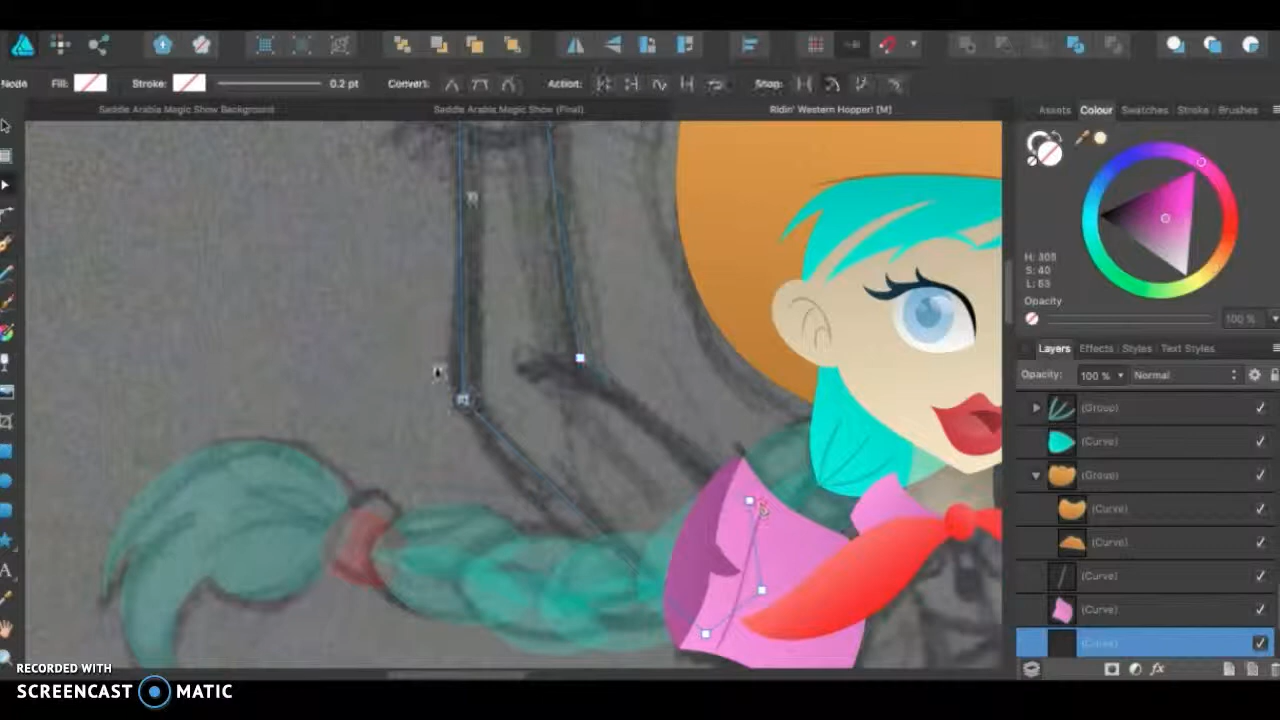 Node Fill: Stroke: 0.2 pt Convert: Action: Snap:
Saddle Arabia Magic Show Background Saddle Arabia Magic Show (Final) Ridin' Western Hopper! [M] Assets Colour Swatches Stroke Brushes
H: 305
S: 40
L: 53
Opacity
100 %
Layers Effects Styles Text Styles
Opacity: 100 % Normal
(Group)
(Curve)
(Group)
(Curve)
(Curve)
(Curve)
(Curve)
(Curve)
RECORDED WITH
SCREENCAST MATIC